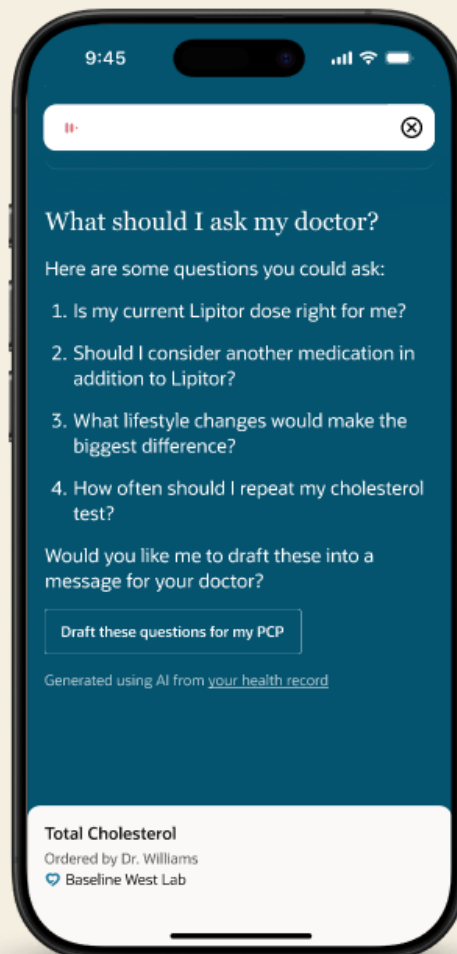 9:45
What should I ask my doctor?
Here are some questions you could ask:
1. Is my current Lipitor dose right for me?
2. Should I consider another medication in
addition to Lipitor?
3. What lifestyle changes would make the
biggest difference?
4. How often should I repeat my cholesterol
test?
Would you like me to draft these into a
message for your doctor?
Draft these questions for my PCP
Generated using AI from your health record
Total Cholesterol
Ordered by Dr. Williams
Baseline West Lab